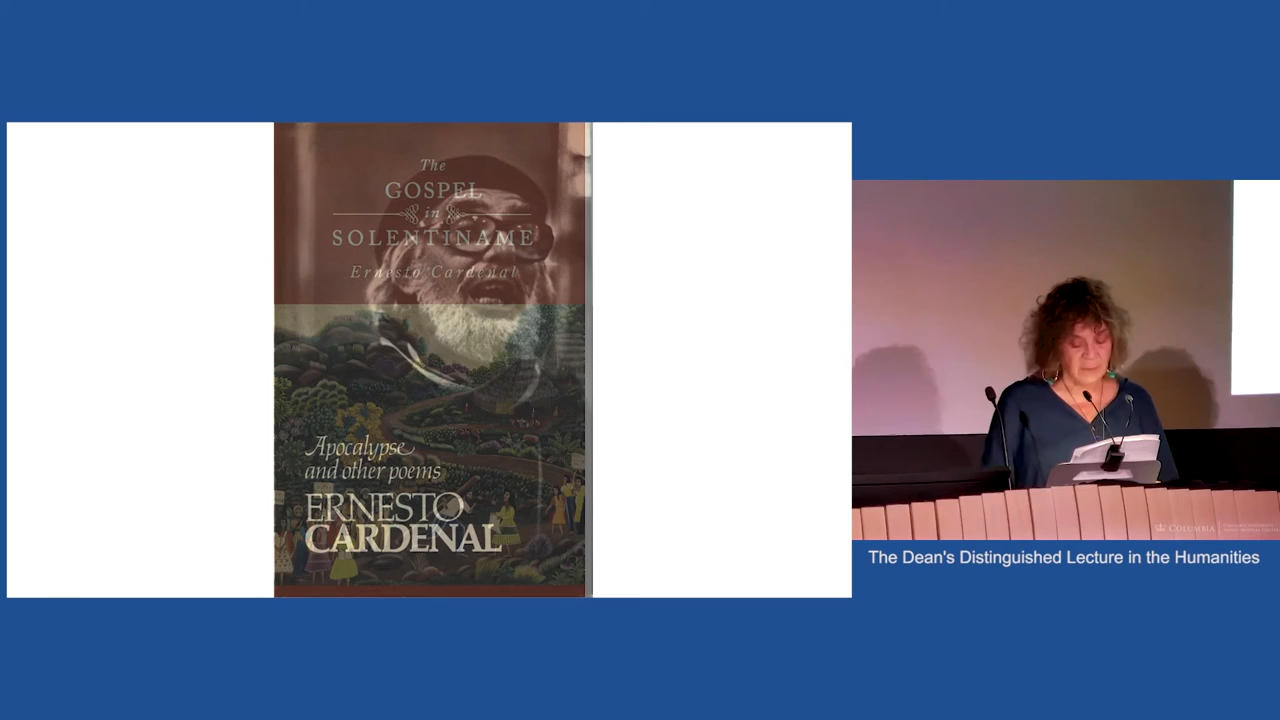 The
GOSPEL
in
SOLENTINAME
Ernesto Cardenal
Apocalypse
and other poems
ERNESTO
CARDENAL
COLUMBIA
The Dean's Distinguished Lecture in the Humanities